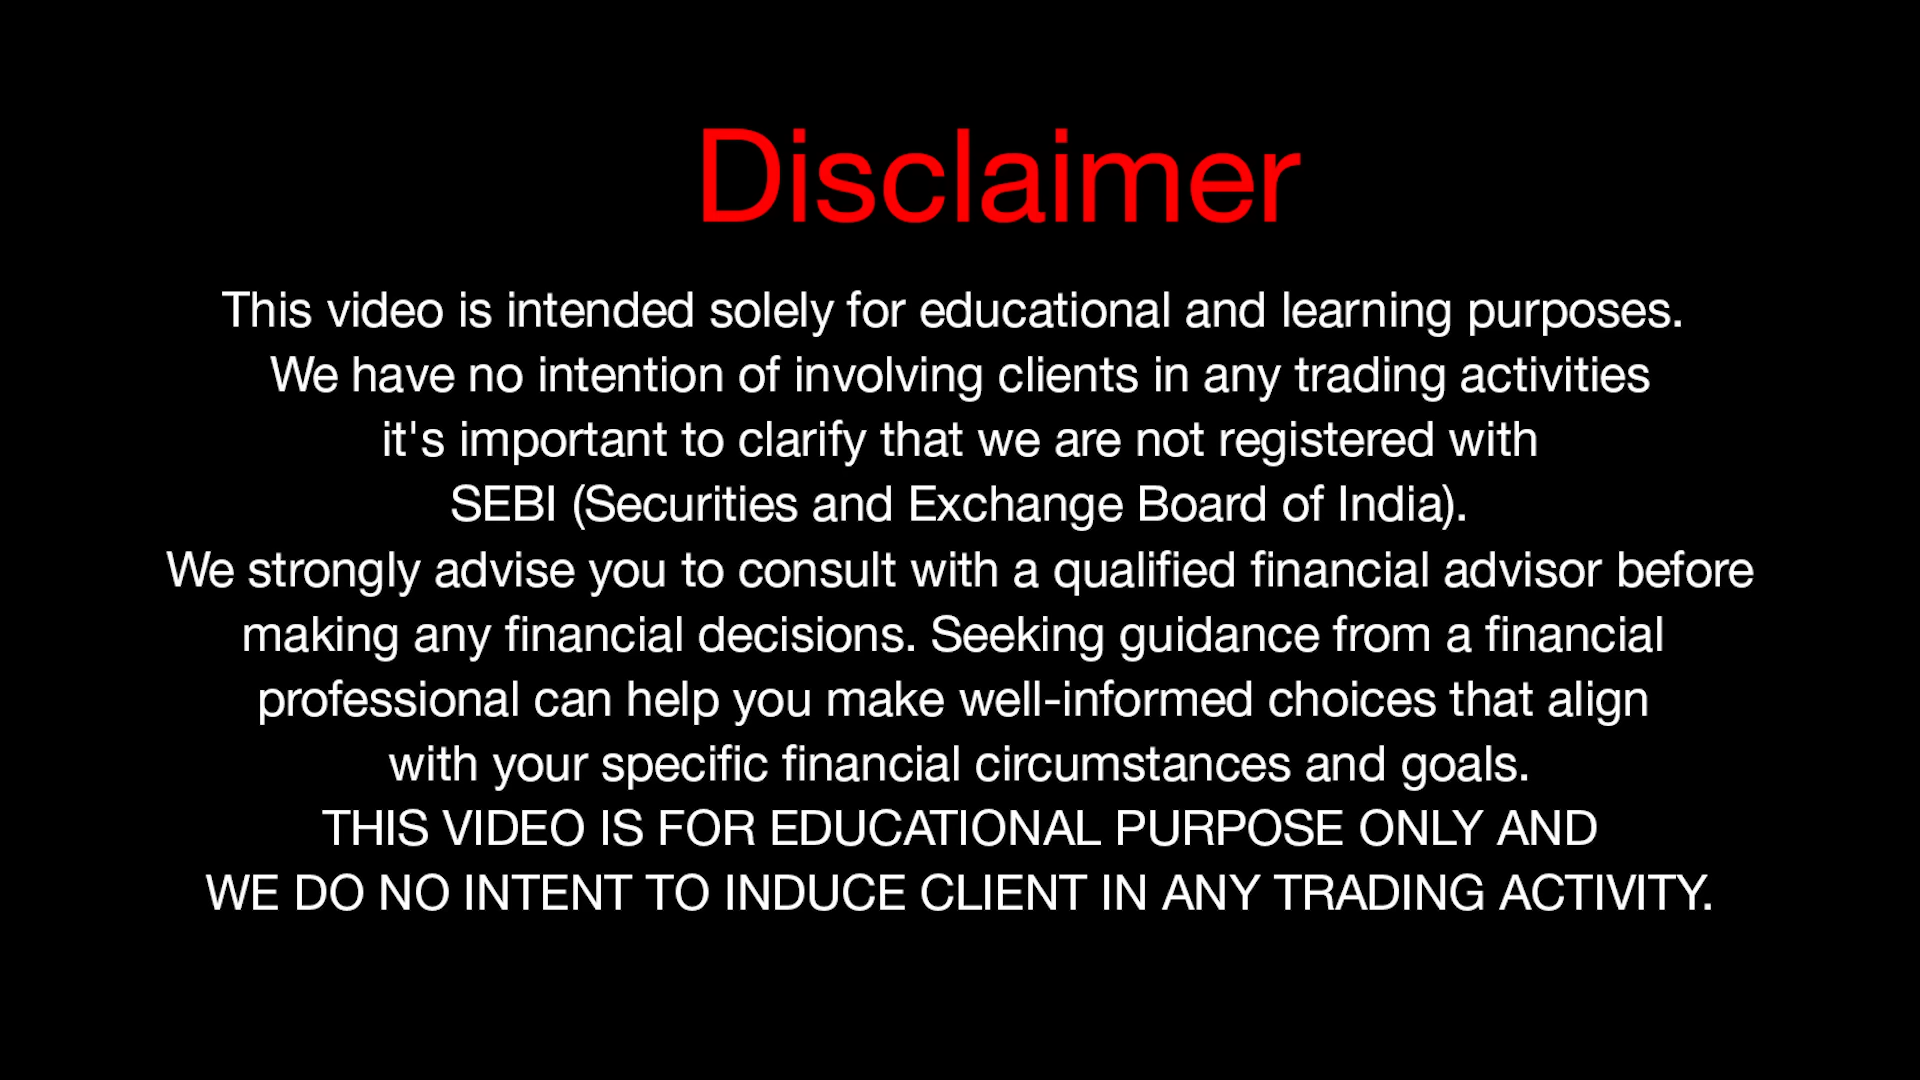 Disclaimer
This video is intended solely for educational and learning purposes.
We have no intention of involving clients in any trading activities
it's important to clarify that we are not registered with
SEBI (Securities and Exchange Board of India).
We strongly advise you to consult with a qualified financial advisor before
making any financial decisions. Seeking guidance from a financial
professional can help you make well-informed choices that align
with your specific financial circumstances and goals.
THIS VIDEO IS FOR EDUCATIONAL PURPOSE ONLY AND
WE DO NO INTENT TO INDUCE CLIENT IN ANY TRADING ACTIVITY.